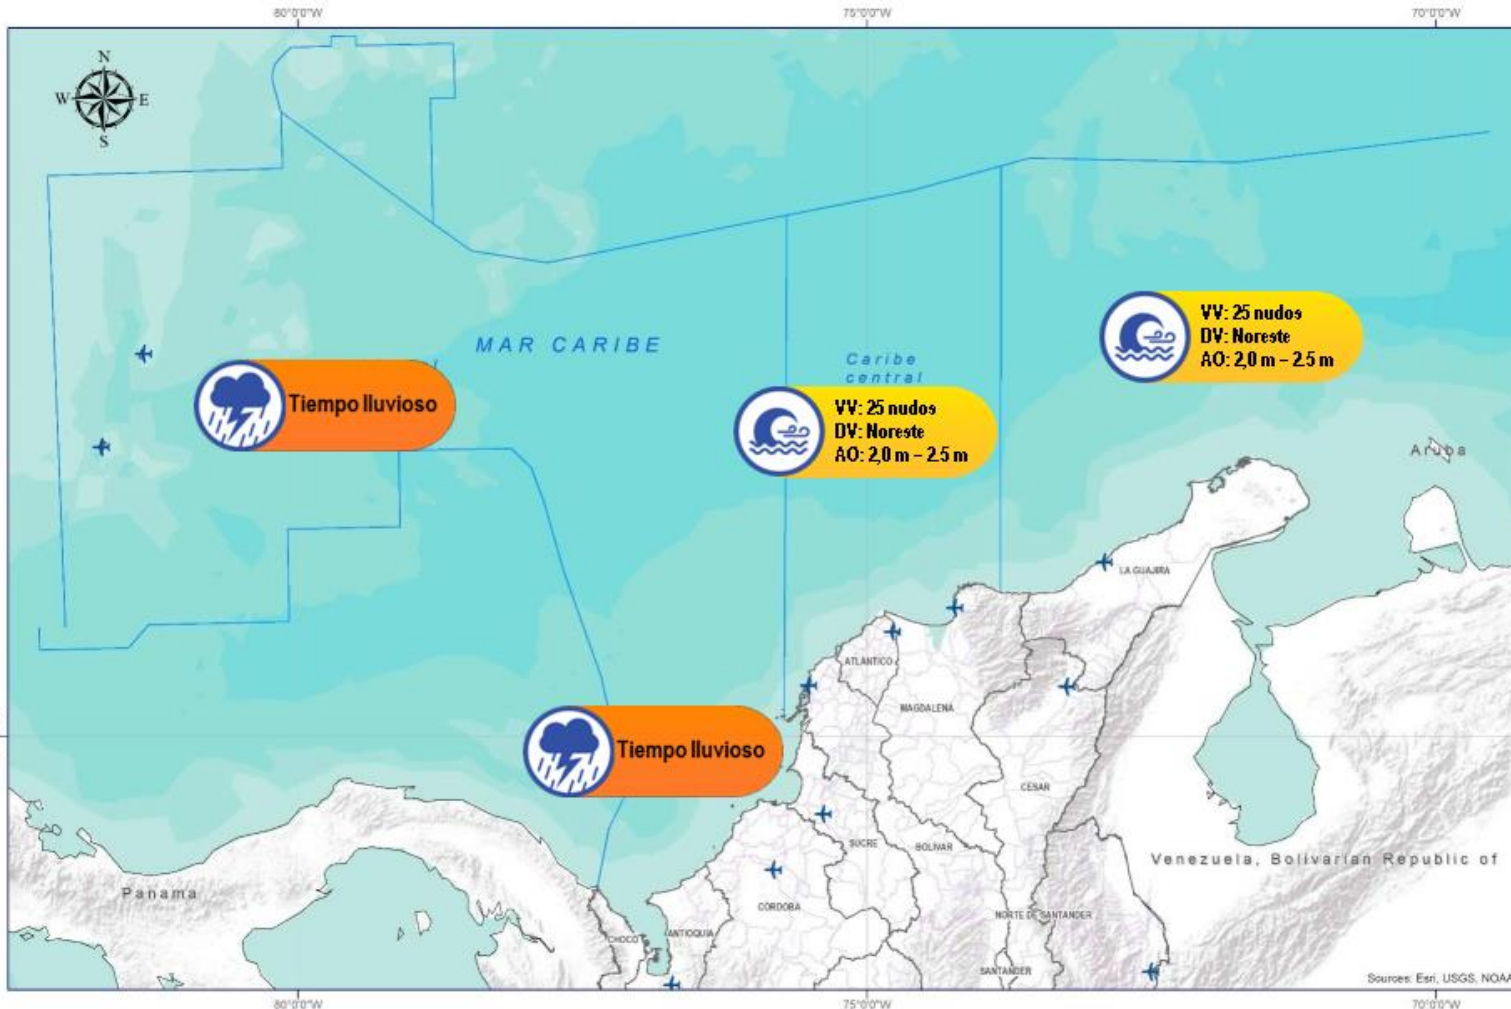 80°0'0"W
75°0'0"W
70°0'0"W
N
W
E
S
MAR CARIBE
Caribe
central
VV: 25 nudos
DV: Noreste
AO: 2,0 m – 2.5 m
Tiempo lluvioso
VV: 25 nudos
DV: Noreste
AO: 2,0 m – 2.5 m
Aruba
LA GUAJIRA
ATLANTICO
MAGDALENA
Tiempo lluvioso
CESAR
SUCRE
BOLIVAR
Venezuela, Bolivarian Republic of
Panama
CORDOBA
NORTE DE SANTANDER
CHOCO
ANTIOQUIA
SANTANDER
Sources: Esri, USGS, NOAA
80°0'0"W
75°0'0"W
70°0'0"W